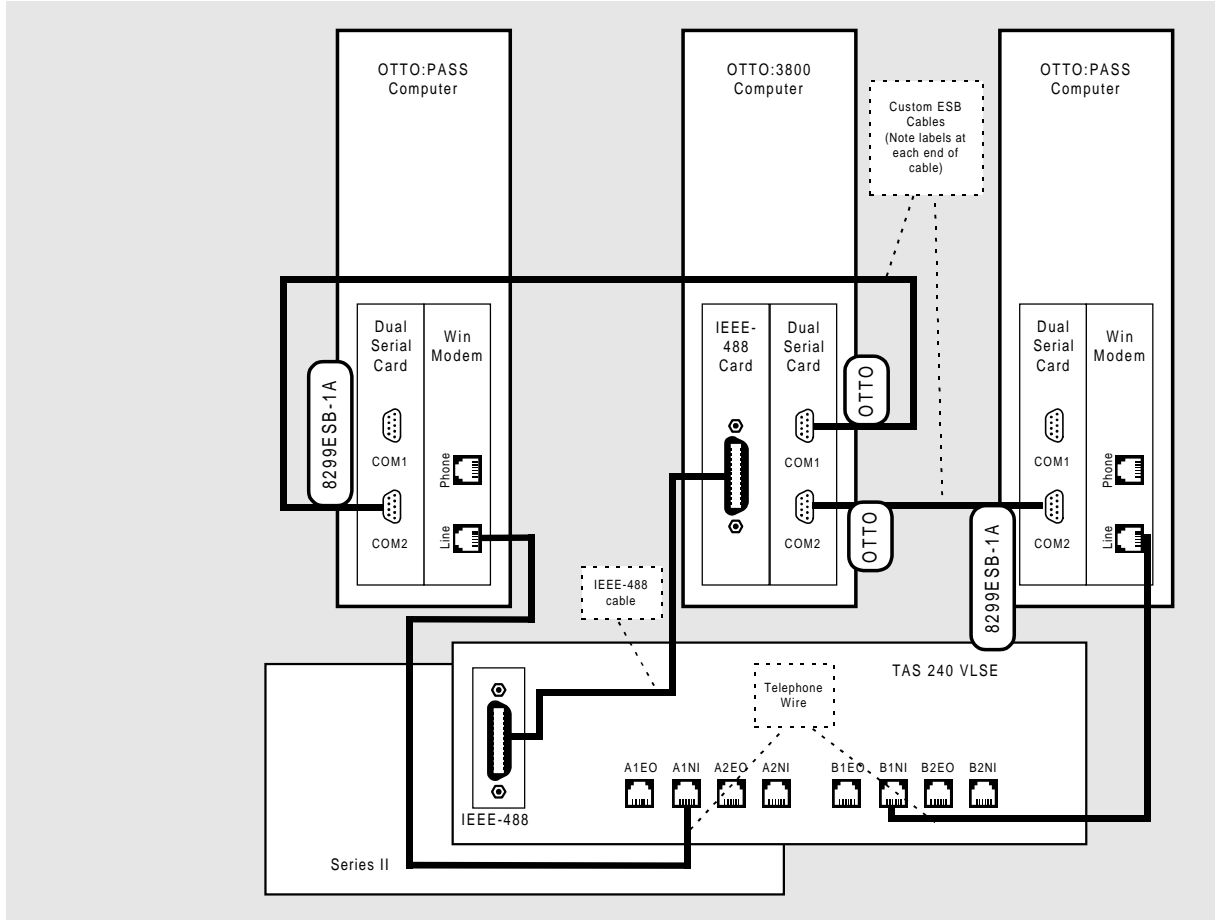 OTTO:PASS
Computer
OTTO:3800
Computer
OTTO:PASS
Computer
Custom ESB
Cables
(Note labels at
each end of
cable)
Dual
Serial
Card
Win
Modem
IEEE-
488
Card
Dual
Serial
Card
Dual
Serial
Card
Win
Modem
8299ESB-1A
OTTO
COM1
Phone
COM1
COM1
Phone
COM2
Line
COM2
OTTO
COM2
Line
8299ESB-1A
IEEE-488
cable
TAS 240 VLSE
Telephone
Wire
A1EO
A1NI
A2EO
A2NI
B1EO
B1NI
B2EO
B2NI
IEEE-488
Series II